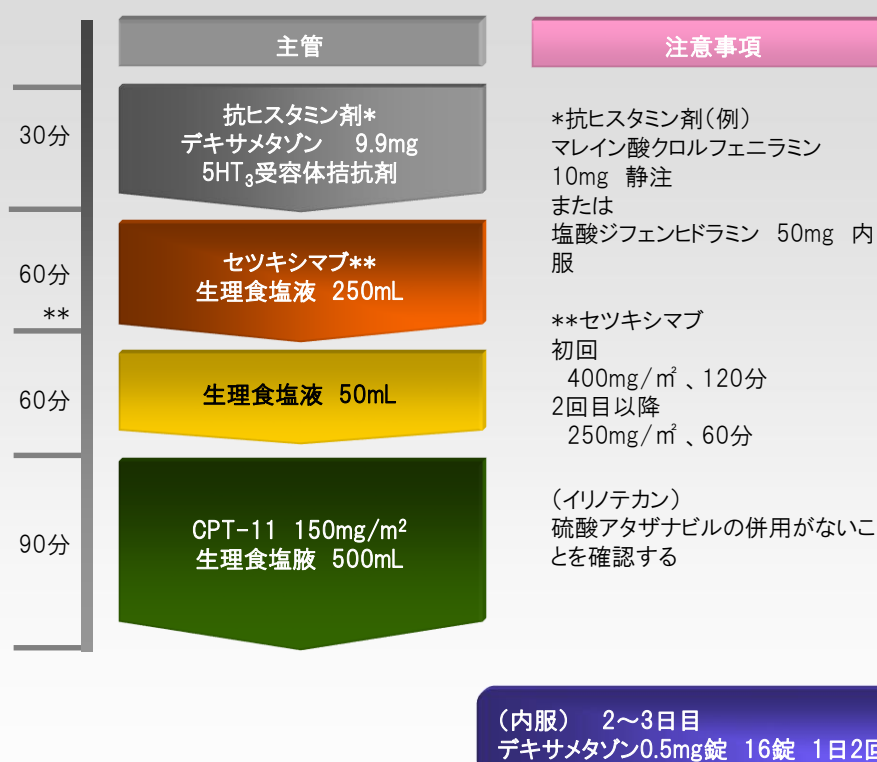 主管
注意事項
30分
抗ヒスタミン剤*
デキサメタゾン 9.9mg
5HT₃受容体拮抗剤
60分
**
セツキシマブ**
生理食塩液 250mL
60分
生理食塩液 50mL
90分
CPT-11 150mg/m²
生理食塩腋 500mL
*抗ヒスタミン剤(例)
マレイン酸クロルフェニラミン
10mg 静注
または
塩酸ジフェンヒドラミン 50mg 内
服
**セツキシマブ
初回
400mg/㎡、120分
2回目以降
250mg/㎡、60分
(イリノテカン)
硫酸アタザナビルの併用がないこ
とを確認する
(内服) 2~3日目
デキサメタゾン0.5mg錠 16錠 1日2回